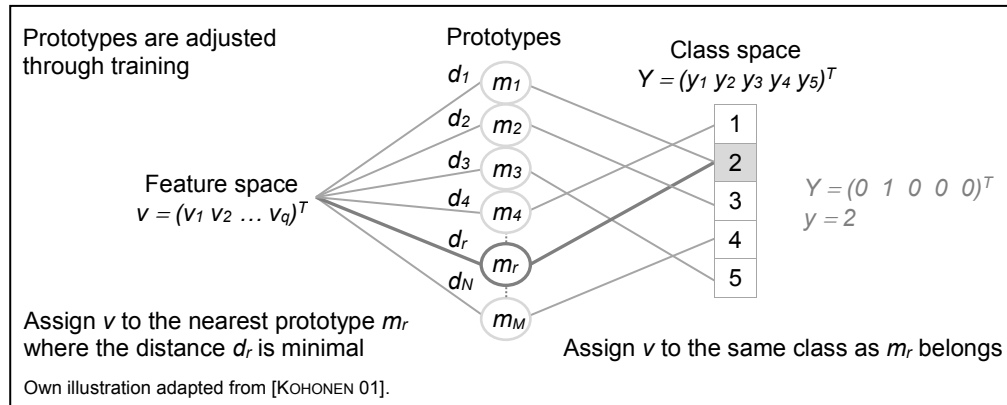 Prototypes are adjusted
through training
Prototypes
Class space
Y = (y1 y2 y3 y4 y5)^T
d1
m1
d2
m2
d3
m3
d4
m4
dr
mr
dN
mM
Feature space
v = (v1 v2 … vq)^T
1
2
3
4
5
Y = (0 1 0 0 0)^T
y = 2
Assign v to the nearest prototype mr
where the distance dr is minimal
Assign v to the same class as mr belongs
Own illustration adapted from [KOHONEN 01].